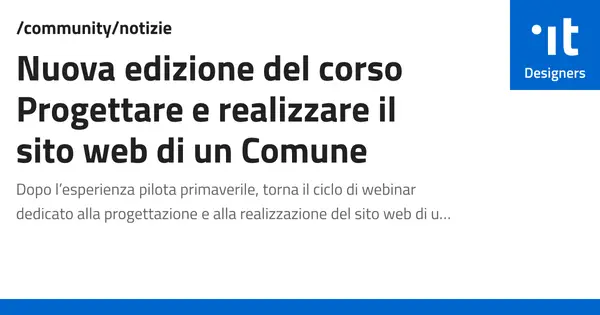 /community/notizie
Nuova edizione del corso
Progettare e realizzare il
sito web di un Comune
Dopo l’esperienza pilota primaverile, torna il ciclo di webinar
dedicato alla progettazione e alla realizzazione del sito web di u…
.it
Designers